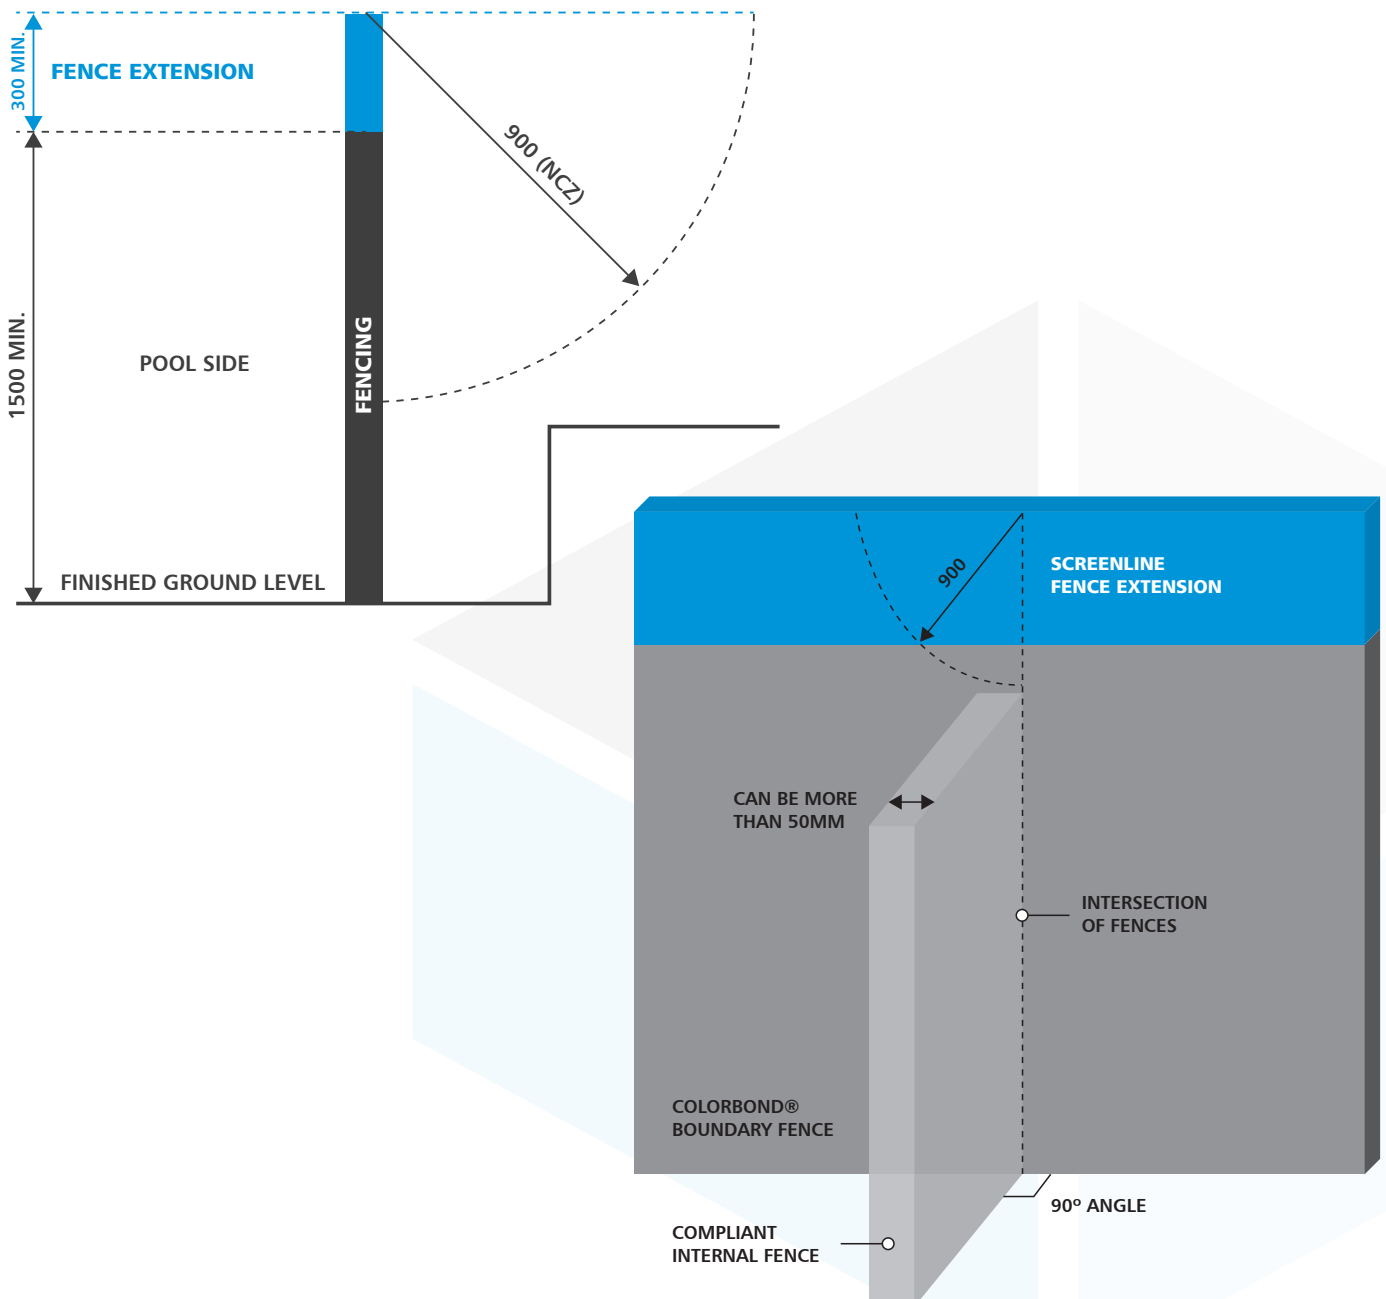 300 MIN.
FENCE EXTENSION
900 (NCZ)
1500 MIN.
POOL SIDE
FENCING
FINISHED GROUND LEVEL
900
SCREENLINE
FENCE EXTENSION
CAN BE MORE
THAN 50MM
INTERSECTION
OF FENCES
COLORBOND®
BOUNDARY FENCE
90º ANGLE
COMPLIANT
INTERNAL FENCE